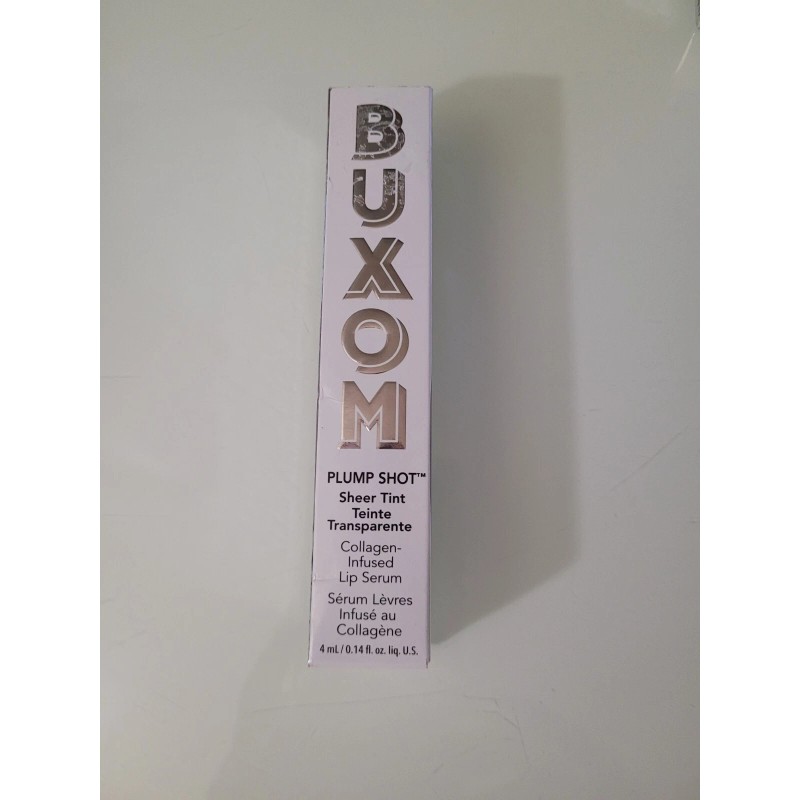 BUXOM
PLUMP SHOT™
Sheer Tint
Teinte
Transparente
Collagen-
Infused
Lip Serum
Sérum Lèvres
Infusé au
Collagène
4 mL / 0.14 fl. oz. liq. U.S.